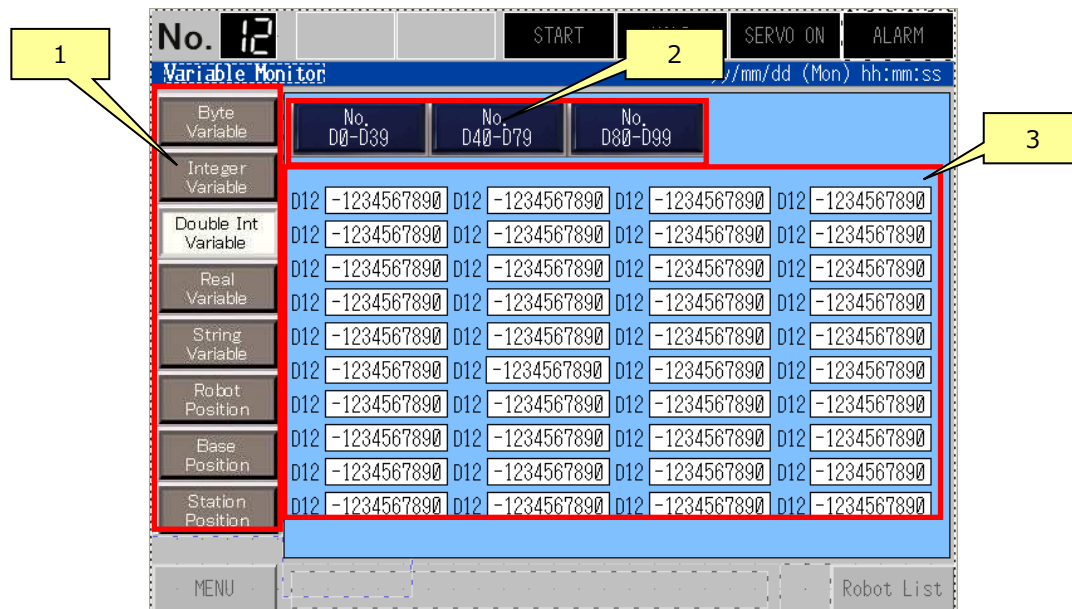 No. 12
START
SERVO ON
ALARM
1
2
3
Variable Monitor
/mm/dd (Mon) hh:mm:ss
Byte
Variable
Integer
Variable
Double Int
Variable
Real
Variable
String
Variable
Robot
Position
Base
Position
Station
Position
No.
D0-D39
No.
D40-D79
No.
D80-D99
D12 -1234567890 D12 -1234567890 D12 -1234567890 D12 -1234567890
D12 -1234567890 D12 -1234567890 D12 -1234567890 D12 -1234567890
D12 -1234567890 D12 -1234567890 D12 -1234567890 D12 -1234567890
D12 -1234567890 D12 -1234567890 D12 -1234567890 D12 -1234567890
D12 -1234567890 D12 -1234567890 D12 -1234567890 D12 -1234567890
D12 -1234567890 D12 -1234567890 D12 -1234567890 D12 -1234567890
D12 -1234567890 D12 -1234567890 D12 -1234567890 D12 -1234567890
D12 -1234567890 D12 -1234567890 D12 -1234567890 D12 -1234567890
D12 -1234567890 D12 -1234567890 D12 -1234567890 D12 -1234567890
D12 -1234567890 D12 -1234567890 D12 -1234567890 D12 -1234567890
MENU
Robot List